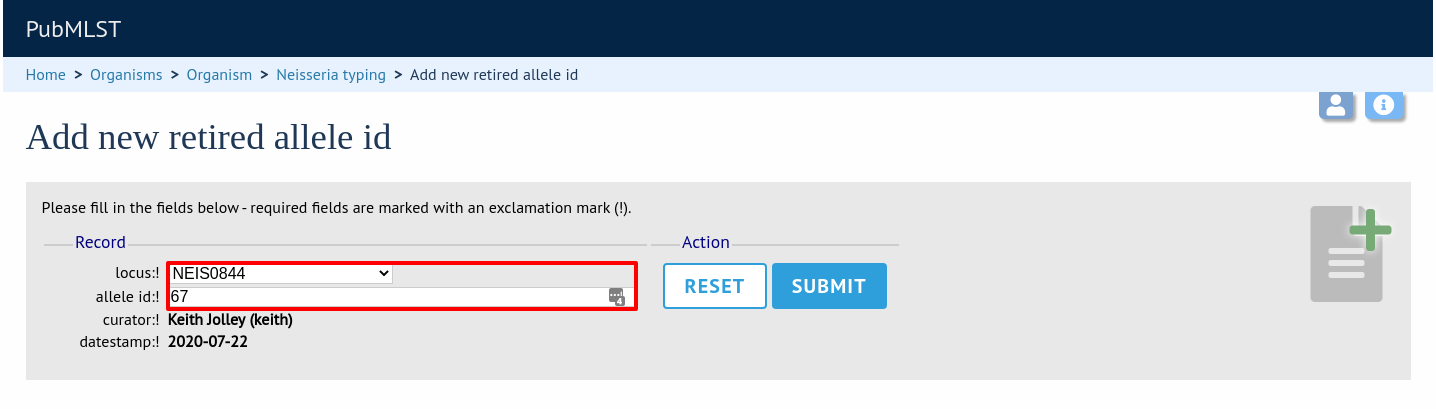 PubMLST
Home > Organisms > Organism > Neisseria typing > Add new retired allele id
Add new retired allele id
Please fill in the fields below - required fields are marked with an exclamation mark (!).
Record
Action
locus:! NEIS0844
allele id:! 67
4
RESET SUBMIT
curator:! Keith Jolley (keith)
datestamp:! 2020-07-22